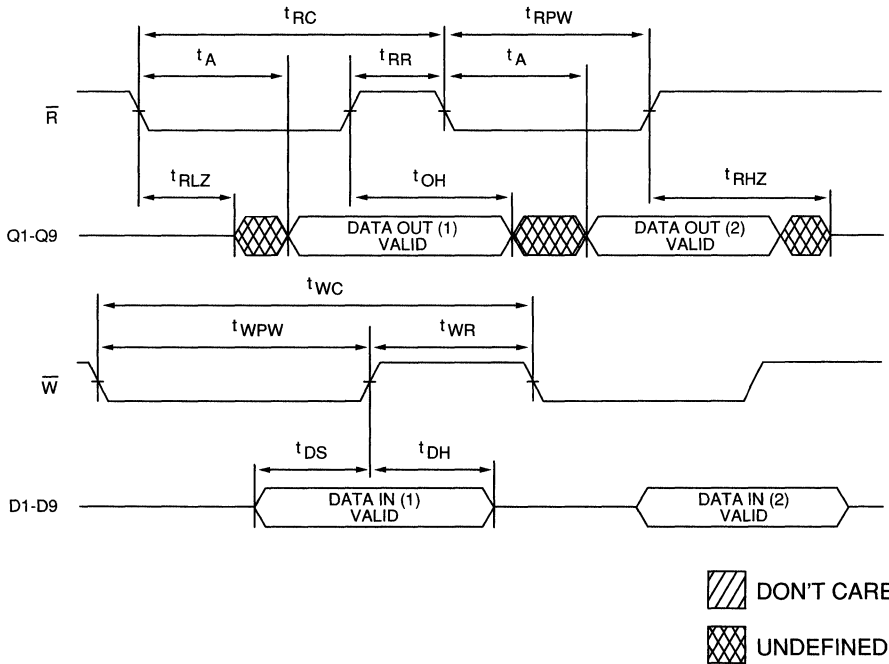 tRC
tRPW
tA
tRR
tA
R
tRLZ
tOH
tRHZ
Q1-Q9
DATA OUT (1)
VALID
DATA OUT (2)
VALID
tWC
tWPW
tWR
W
tDS
tDH
D1-D9
DATA IN (1)
VALID
DATA IN (2)
VALID
DON'T CARE
UNDEFINED